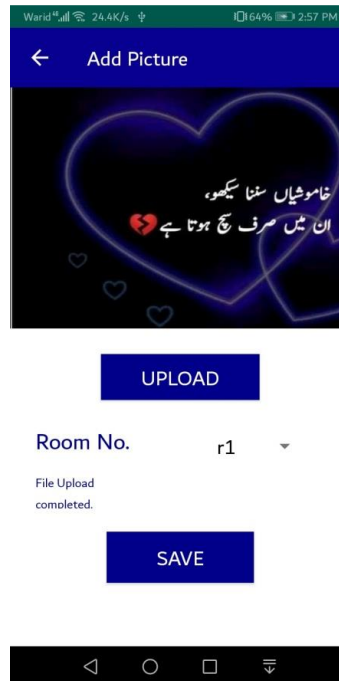 Warid 24.4K/s 64% 2:57 PM
Add Picture
خاموشیاں سننا سیکھو،
ان میں صرف سچ ہوتا ہے
UPLOAD
Room No. r1
File Upload
completed.
SAVE